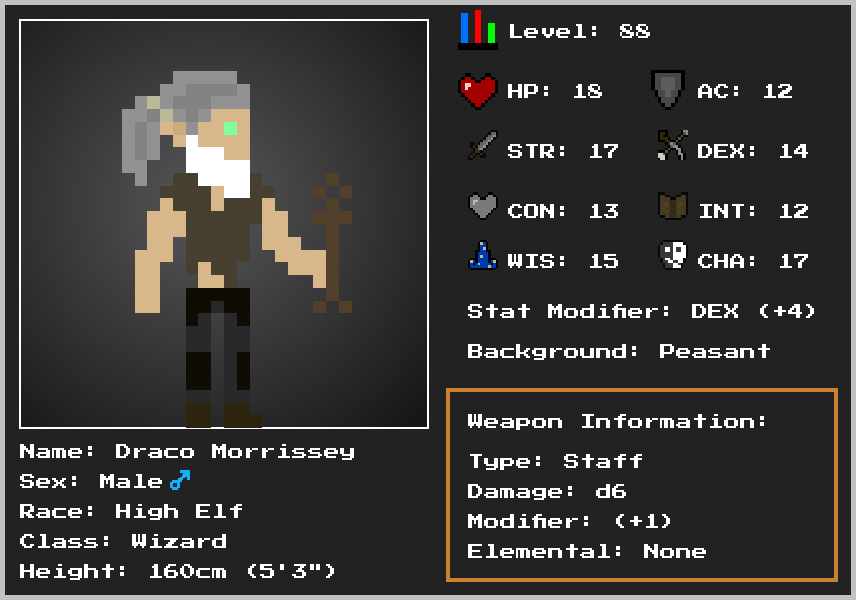 Level: 88
HP: 18
AC: 12
STR: 17
DEX: 14
CON: 13
INT: 12
WIS: 15
CHA: 17
Stat Modifier: DEX (+4)
Background: Peasant
Weapon Information:
Type: Staff
Damage: d6
Modifier: (+1)
Elemental: None
Name: Draco Morrissey
Sex: Male♂
Race: High Elf
Class: Wizard
Height: 160cm (5'3")